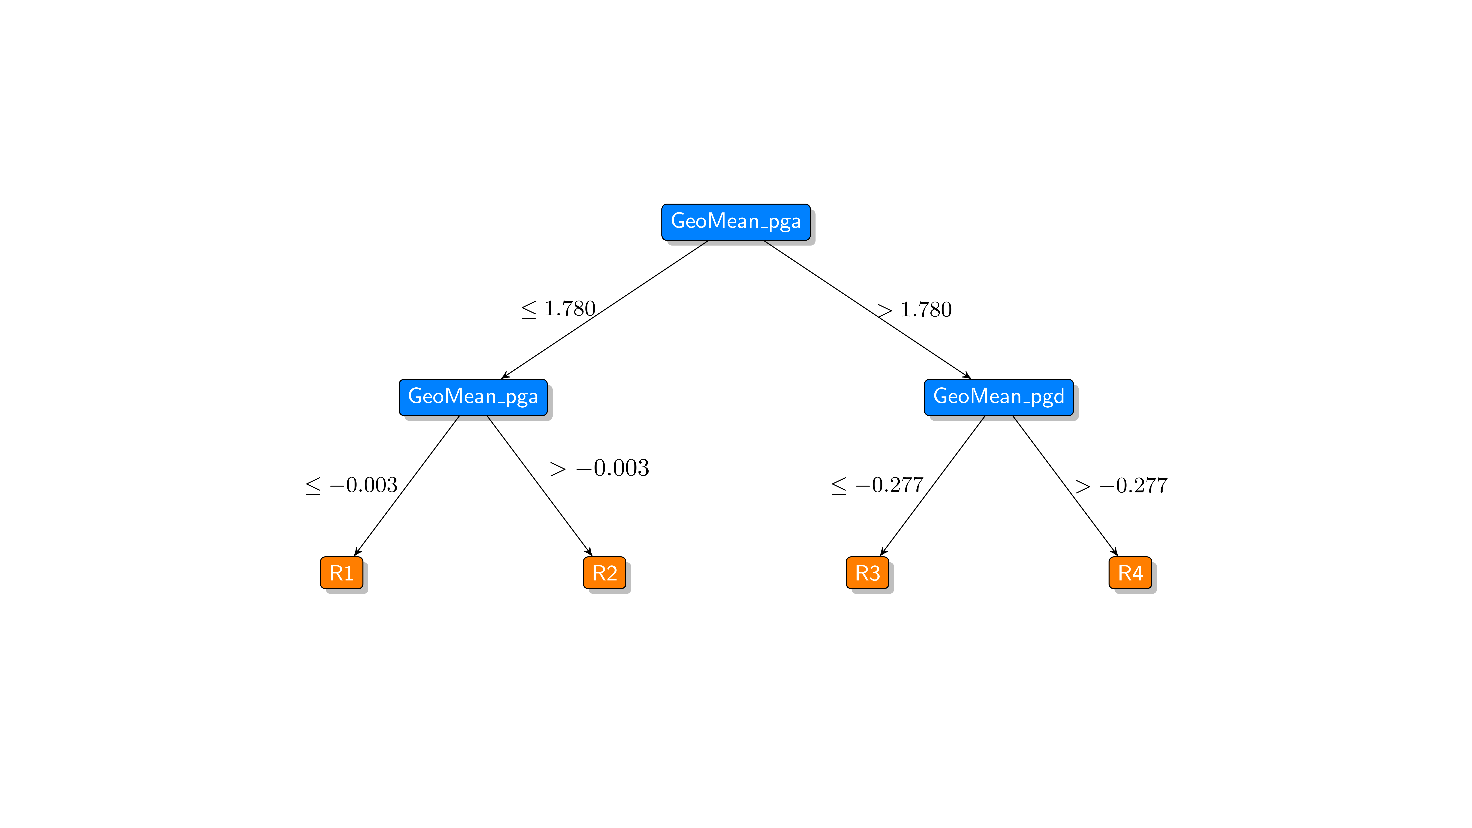 GeoMean_pga
≤ 1.780
> 1.780
GeoMean_pga
GeoMean_pgd
≤ −0.003
> −0.003
≤ −0.277
> −0.277
R1
R2
R3
R4